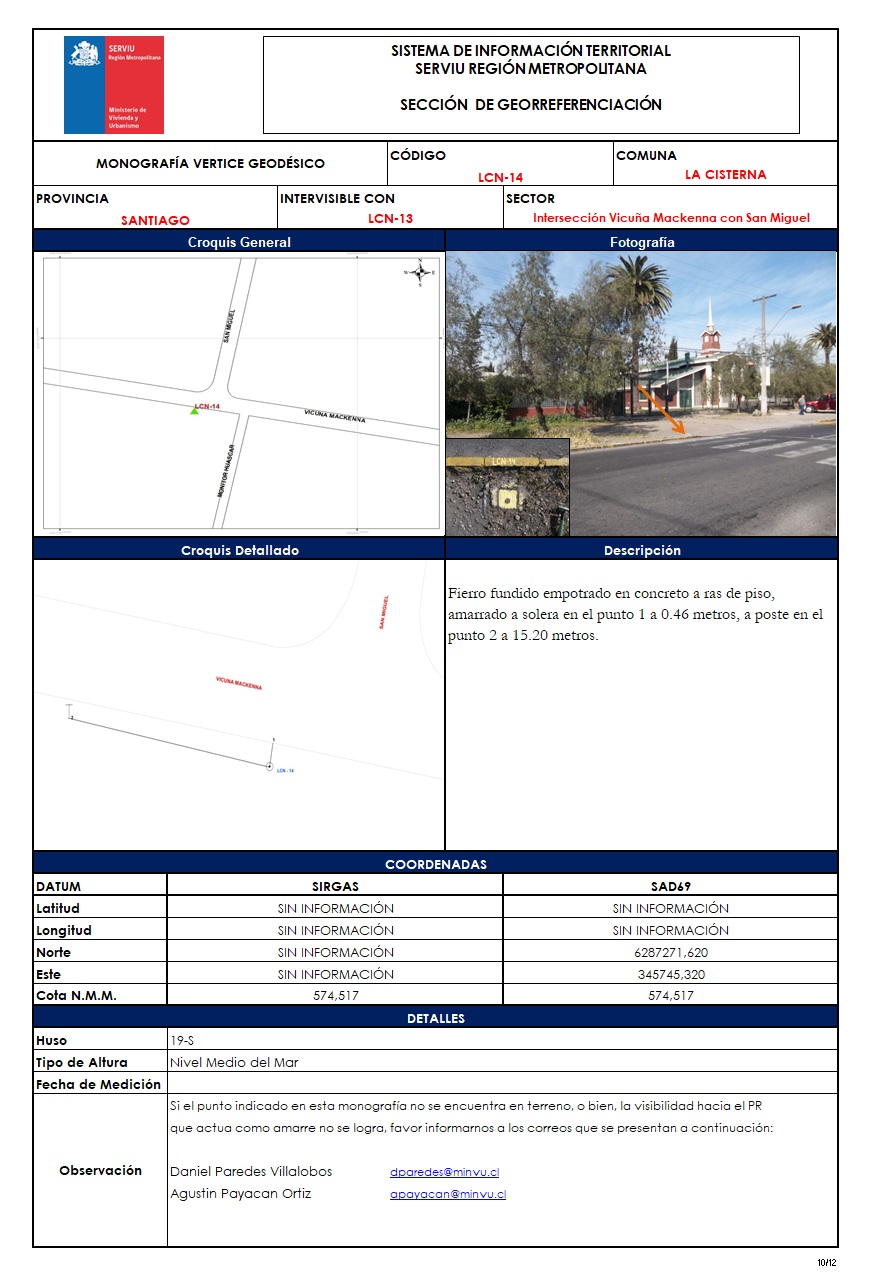 SERVIU
Región Metropolitana
Ministerio de
Vivienda y
Urbanismo
SISTEMA DE INFORMACIÓN TERRITORIAL
SERVIU REGIÓN METROPOLITANA
SECCIÓN DE GEORREFERENCIACIÓN
MONOGRAFÍA VERTICE GEODÉSICO
CÓDIGO
LCN-14
COMUNA
LA CISTERNA
PROVINCIA
SANTIAGO
INTERVISIBLE CON
LCN-13
SECTOR
Intersección Vicuña Mackenna con San Miguel
Croquis General
Fotografía
N
W
E
S
SAN MIGUEL
LCN-14
VICUNA MACKENNA
MONITOR HUASCAR
LCN-14
Croquis Detallado
Descripción
SAN MIGUEL
VICUNA MACKENNA
2
1
LCN - 14
Fierro fundido empotrado en concreto a ras de piso,
amarrado a solera en el punto 1 a 0.46 metros, a poste en el
punto 2 a 15.20 metros.
COORDENADAS
DATUM SIRGAS SAD69
Latitud SIN INFORMACIÓN SIN INFORMACIÓN
Longitud SIN INFORMACIÓN SIN INFORMACIÓN
Norte SIN INFORMACIÓN 6287271,620
Este SIN INFORMACIÓN 345745,320
Cota N.M.M. 574,517 574,517
DETALLES
Huso 19-S
Tipo de Altura Nivel Medio del Mar
Fecha de Medición
Observación
Si el punto indicado en esta monografía no se encuentra en terreno, o bien, la visibilidad hacia el PR
que actua como amarre no se logra, favor informarnos a los correos que se presentan a continuación:
Daniel Paredes Villalobos dparedes@minvu.cl
Agustin Payacan Ortiz apayacan@minvu.cl
10/12